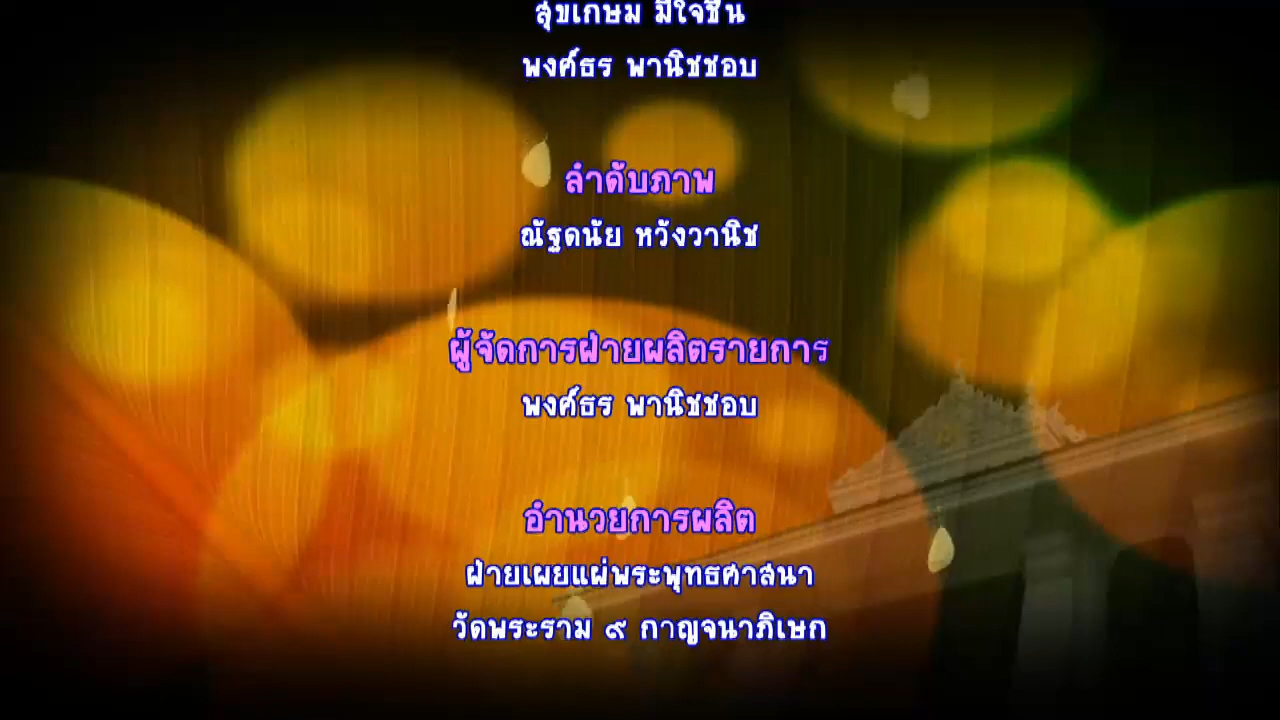 สุขเกษม มีใจชื่น
พงศ์ธร พานิชชอบ
ลำดับภาพ
ณัฐดนัย หวังวานิช
ผู้จัดการฝ่ายผลิตรายการ
พงศ์ธร พานิชชอบ
อำนวยการผลิต
ฝ่ายเผยแผ่พระพุทธศาสนา
วัดพระราม ๙ กาญจนาภิเษก